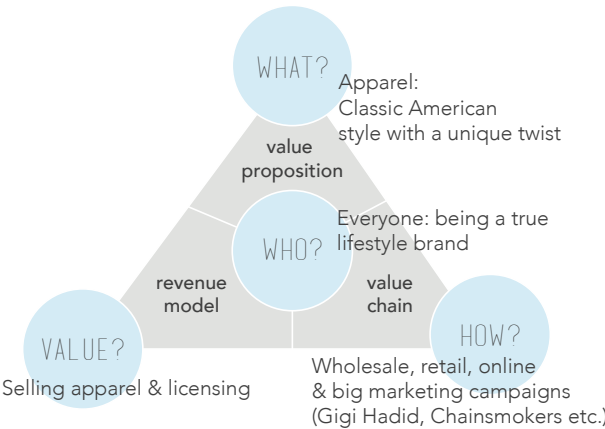 WHAT?
Apparel:
Classic American
style with a unique twist
value
proposition
WHO?
Everyone: being a true
lifestyle brand
revenue
model
value
chain
VALUE?
Selling apparel & licensing
HOW?
Wholesale, retail, online
& big marketing campaigns
(Gigi Hadid, Chainsmokers etc.)